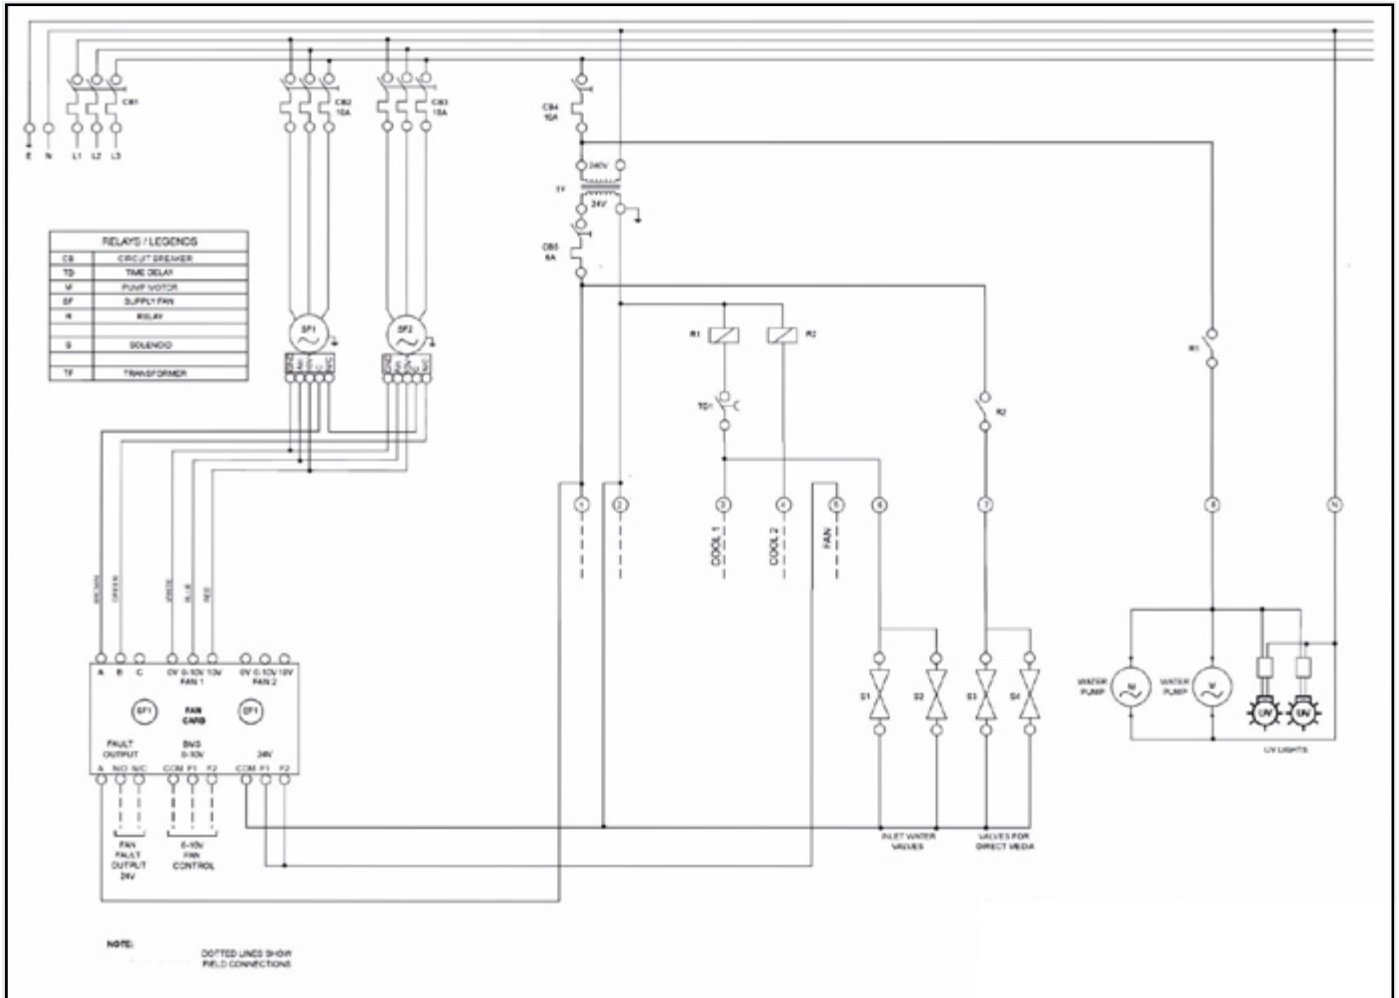 CB1
CB2
10A
CB3
10A
CB4
10A
E N L1 L2 L3
240V
TF
24V
CB5
6A
RELAYS / LEGENDS
CB CIRCUIT BREAKER
TD TIME DELAY
M PUMP MOTOR
SF SUPPLY FAN
R RELAY
S SOLENOID
TF TRANSFORMER
SF1
SF2
R1
R2
R1
TD1
R2
1
2
3
4
5
6
7
8
N
COOL 1
COOL 2
FAN
BROWN
GREEN
WHITE
BLUE
RED
A B C 0V 0-10V 10V 0V 0-10V 10V
FAN 1 FAN 2
SF1 FAN CARD SF1
FAULT OUTPUT
BMS
0-10V
24V
A N/O N/C COM F1 F2 COM F1 F2
FAN
FAULT
OUTPUT
24V
0-10V
FAN
CONTROL
S1
S2
S3
S4
INLET WATER
VALVES
VALVES FOR
DIRECT MEDIA
WATER
PUMP
M
WATER
PUMP
M
UV
UV
UV LIGHTS
NOTE:
DOTTED LINES SHOW
FIELD CONNECTIONS